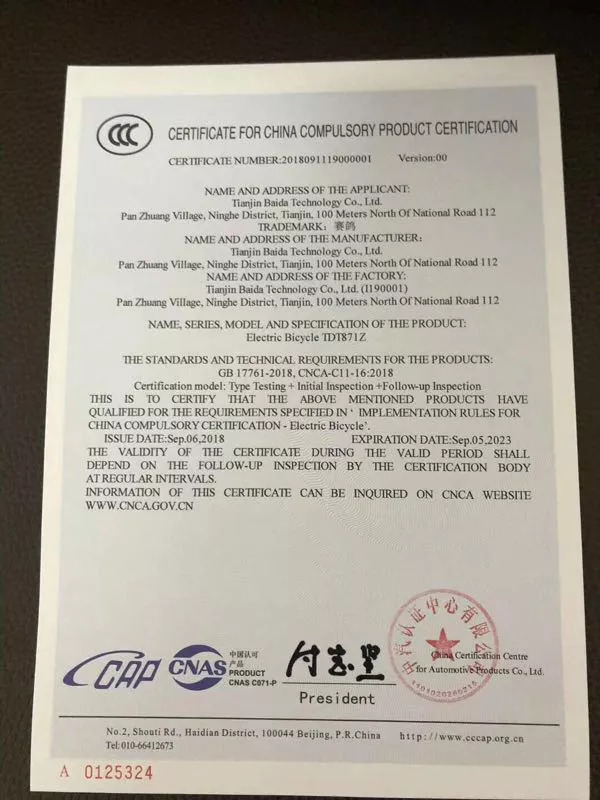 CCC
CERTIFICATE FOR CHINA COMPULSORY PRODUCT CERTIFICATION
CERTIFICATE NUMBER:2018091119000001 Version:00
NAME AND ADDRESS OF THE APPLICANT:
Tianjin Baida Technology Co., Ltd.
Pan Zhuang Village, Ninghe District, Tianjin, 100 Meters North Of National Road 112
TRADEMARK: 赛鸽
NAME AND ADDRESS OF THE MANUFACTURER:
Tianjin Baida Technology Co., Ltd.
Pan Zhuang Village, Ninghe District, Tianjin, 100 Meters North Of National Road 112
NAME AND ADDRESS OF THE FACTORY:
Tianjin Baida Technology Co., Ltd. (I190001)
Pan Zhuang Village, Ninghe District, Tianjin, 100 Meters North Of National Road 112
NAME, SERIES, MODEL AND SPECIFICATION OF THE PRODUCT:
Electric Bicycle TDT871Z
THE STANDARDS AND TECHNICAL REQUIREMENTS FOR THE PRODUCTS:
GB 17761-2018, CNCA-C11-16:2018
Certification model: Type Testing + Initial Inspection +Follow-up Inspection
THIS IS TO CERTIFY THAT THE ABOVE MENTIONED PRODUCTS HAVE
QUALIFIED FOR THE REQUIREMENTS SPECIFIED IN ‘ IMPLEMENTATION RULES FOR
CHINA COMPULSORY CERTIFICATION - Electric Bicycle’.
ISSUE DATE:Sep.06,2018 EXPIRATION DATE:Sep.05,2023
THE VALIDITY OF THE CERTIFICATE DURING THE VALID PERIOD SHALL
DEPEND ON THE FOLLOW-UP INSPECTION BY THE CERTIFICATION BODY
AT REGULAR INTERVALS.
INFORMATION OF THIS CERTIFICATE CAN BE INQUIRED ON CNCA WEBSITE
WWW.CNCA.GOV.CN
CCAP
CNAS
中国认可
产品
PRODUCT
CNAS C071-P
President
中汽认证中心有限公司
China Certification Centre
for Automotive Products Co., Ltd.
No.2, Shouti Rd., Haidian District, 100044 Beijing, P.R.China http://www.cccap.org.cn
Tel:010-66412673
A 0125324